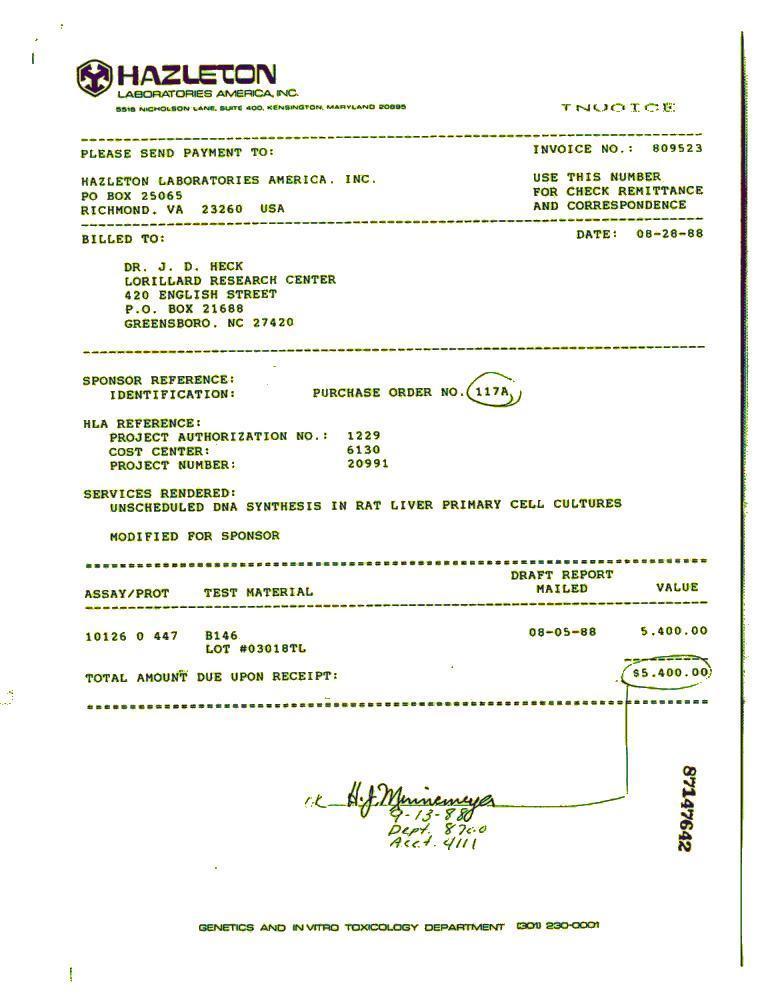 HAZLETON
LABORATORIES AMERICA, INC.
5516 NICHOLSON LANE, SUITE 400, KENSINGTON, MARYLAND 20895
INVOICE
PLEASE SEND PAYMENT TO:
INVOICE NO.: 809523
HAZLETON LABORATORIES AMERICA. INC.
PO BOX 25065
RICHMOND. VA 23260 USA
USE THIS NUMBER
FOR CHECK REMITTANCE
AND CORRESPONDENCE
BILLED TO:
DATE: 08-28-88
DR. J. D. HECK
LORILLARD RESEARCH CENTER
420 ENGLISH STREET
P.O. BOX 21688
GREENSBORO. NC 27420
SPONSOR REFERENCE:
IDENTIFICATION: PURCHASE ORDER NO. 117A
HLA REFERENCE:
PROJECT AUTHORIZATION NO.: 1229
COST CENTER: 6130
PROJECT NUMBER: 20991
SERVICES RENDERED:
UNSCHEDULED DNA SYNTHESIS IN RAT LIVER PRIMARY CELL CULTURES
MODIFIED FOR SPONSOR
DRAFT REPORT
ASSAY/PROT TEST MATERIAL MAILED VALUE
10126 0 447 B146 08-05-88 5.400.00
LOT #03018TL
TOTAL AMOUNT DUE UPON RECEIPT: $5.400.00
H.J. Minnemeyer
9-13-88
Dept. 8700
Acct. 4111
87147642
GENETICS AND IN VITRO TOXICOLOGY DEPARTMENT (301) 230-0001